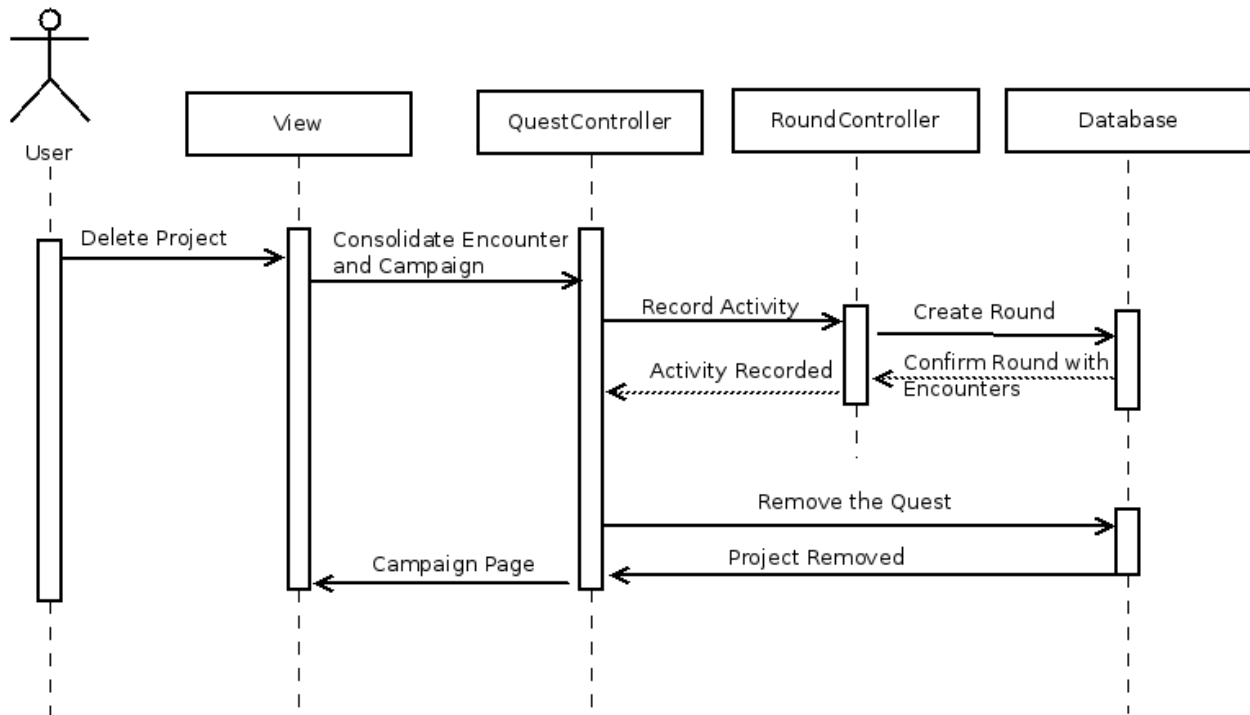 User
View
QuestController
RoundController
Database
Delete Project
Consolidate Encounter
and Campaign
Record Activity
Create Round
Confirm Round with
Encounters
Activity Recorded
Remove the Quest
Project Removed
Campaign Page